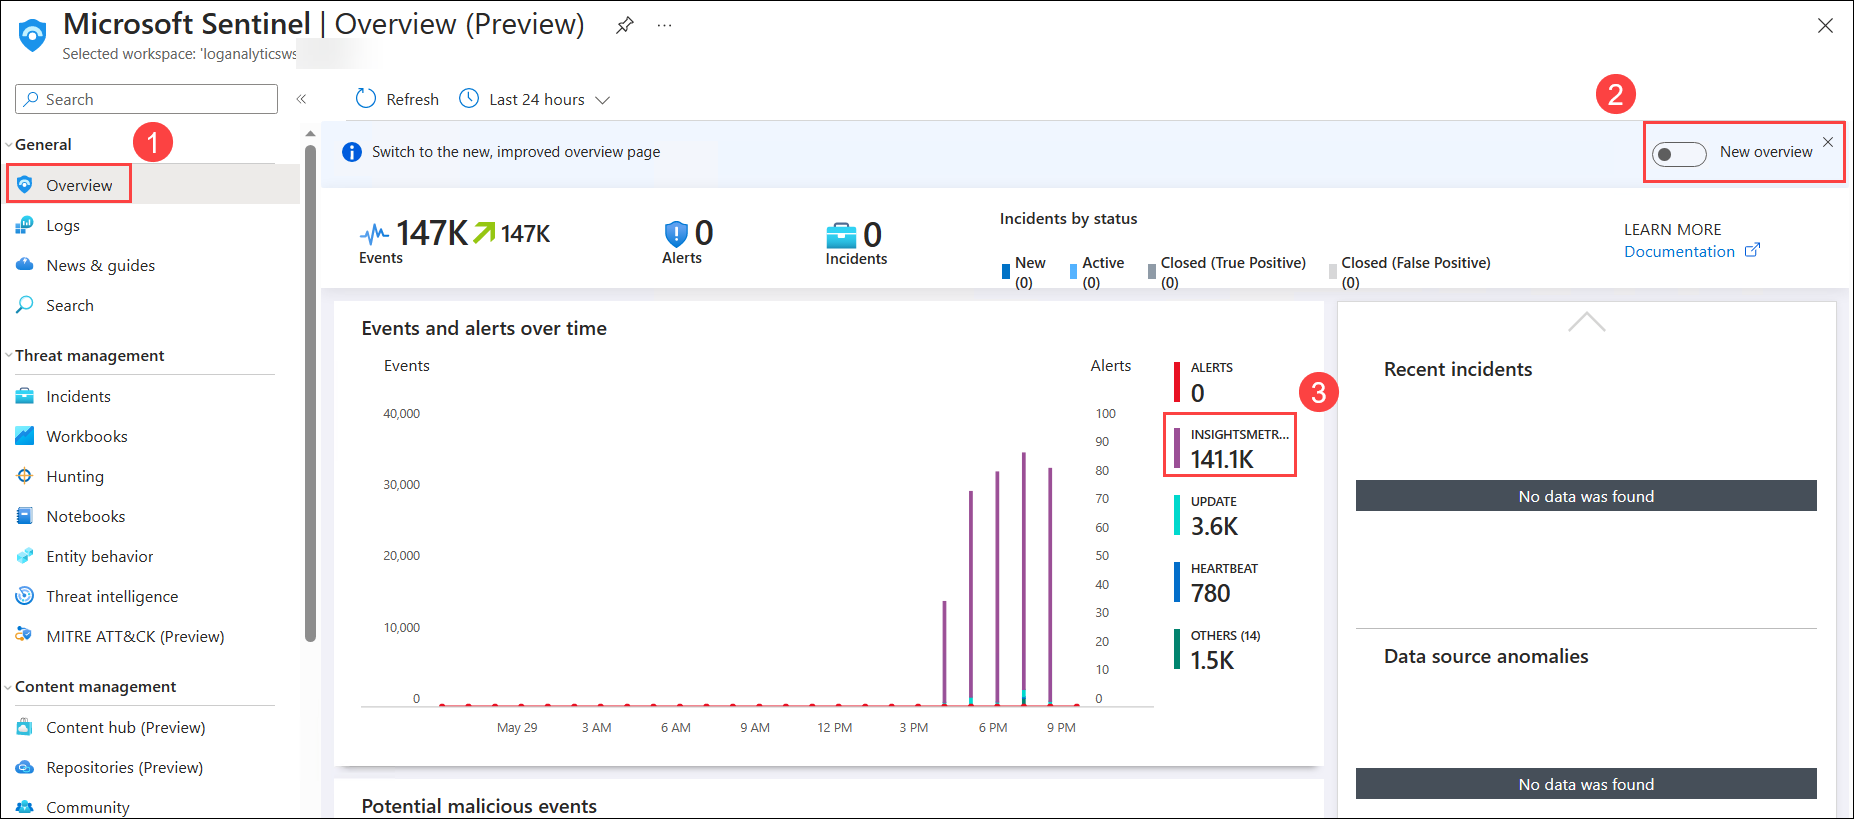 Microsoft Sentinel | Overview (Preview)
Selected workspace: 'loganalyticsws
Search
Refresh
Last 24 hours
2
General
1
Switch to the new, improved overview page
New overview
Overview
Logs
News & guides
Search
Threat management
Incidents
Workbooks
Hunting
Notebooks
Entity behavior
Threat intelligence
MITRE ATT&CK (Preview)
Content management
Content hub (Preview)
Repositories (Preview)
Community
147K 147K
Events
0
Alerts
0
Incidents
Incidents by status
New (0)
Active (0)
Closed (True Positive) (0)
Closed (False Positive) (0)
LEARN MORE
Documentation
Events and alerts over time
Events
Alerts
40,000
30,000
20,000
10,000
0
100
90
80
70
60
50
40
30
20
10
0
May 29
3 AM
6 AM
9 AM
12 PM
3 PM
6 PM
9 PM
ALERTS
0
3
INSIGHTSMETR...
141.1K
UPDATE
3.6K
HEARTBEAT
780
OTHERS (14)
1.5K
Potential malicious events
Recent incidents
No data was found
Data source anomalies
No data was found